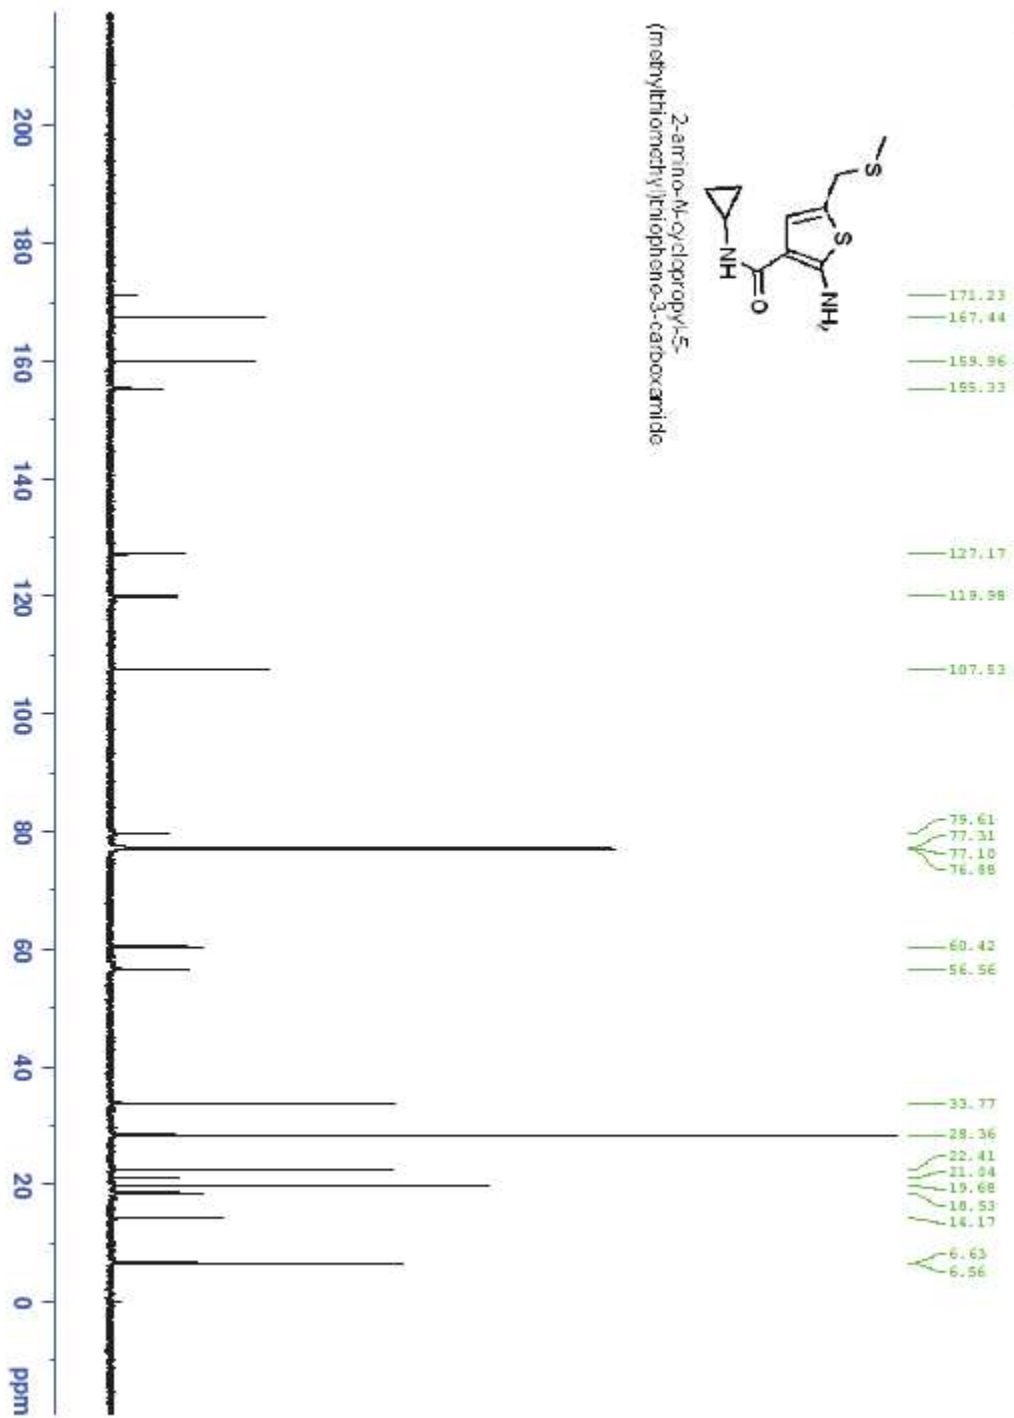 171.23
167.44
159.96
155.33
127.17
119.98
107.53
79.61
77.31
77.10
76.88
60.42
56.56
33.77
28.36
22.41
21.04
19.68
18.53
14.17
6.63
6.56
S
S
NH2
O
NH
2-amino-N-cyclopropyl-5-
(methylthiomethyl)thiophene-3-carboxamide
200 180 160 140 120 100 80 60 40 20 0 ppm